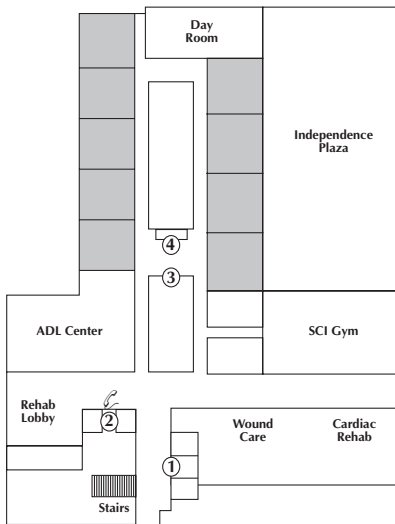 Day
Room
Independence
Plaza
4
3
ADL Center
SCI Gym
Rehab
Lobby
2
Wound
Care
Cardiac
Rehab
1
Stairs